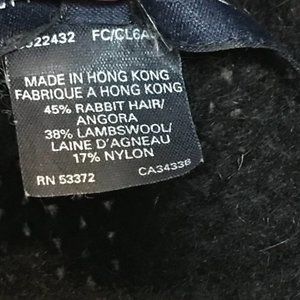 FC/CL6A
MADE IN HONG KONG
FABRIQUE A HONG KONG
45% RABBIT HAIR/
ANGORA
38% LAMBSWOOL/
LAINE D'AGNEAU
17% NYLON
RN 53372 CA34338